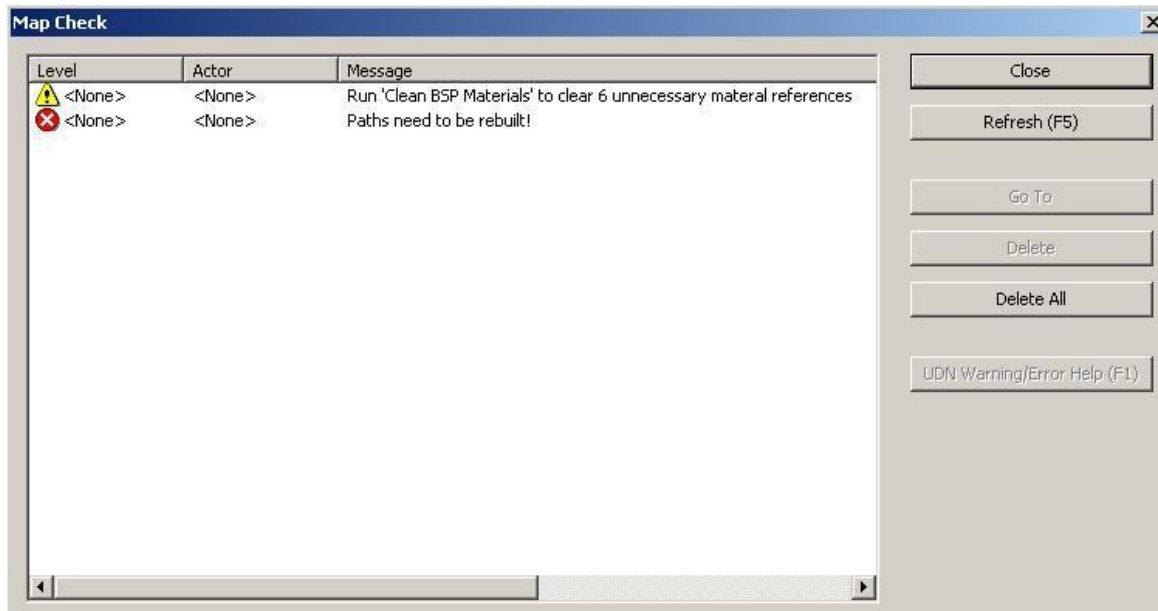 Map Check
Level Actor Message
<None> <None> Run 'Clean BSP Materials' to clear 6 unnecessary materal references
<None> <None> Paths need to be rebuilt!
Close
Refresh (F5)
Go To
Delete
Delete All
UDN Warning/Error Help (F1)